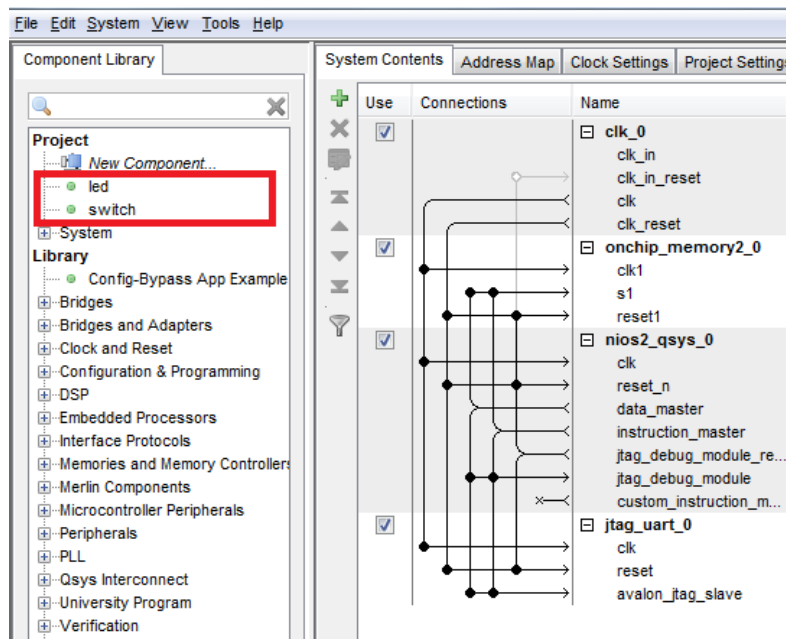 File Edit System View Tools Help
Component Library
Project
New Component...
led
switch
System
Library
Config-Bypass App Example
Bridges
Bridges and Adapters
Clock and Reset
Configuration & Programming
DSP
Embedded Processors
Interface Protocols
Memories and Memory Controllers
Merlin Components
Microcontroller Peripherals
Peripherals
PLL
Qsys Interconnect
University Program
Verification
System Contents Address Map Clock Settings Project Settings
Use Connections Name
clk_0
clk_in
clk_in_reset
clk
clk_reset
onchip_memory2_0
clk1
s1
reset1
nios2_qsys_0
clk
reset_n
data_master
instruction_master
jtag_debug_module_re...
jtag_debug_module
custom_instruction_m...
jtag_uart_0
clk
reset
avalon_jtag_slave